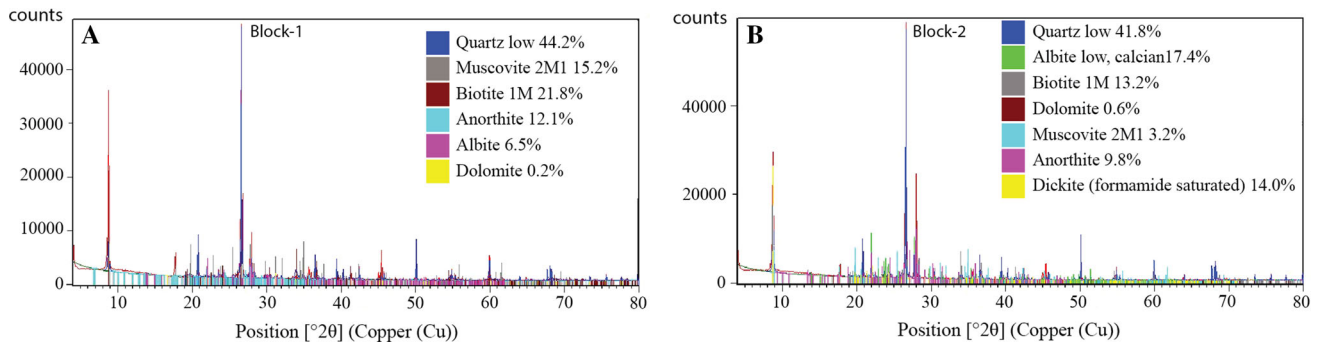 counts
A
Block-1
Quartz low 44.2%
Muscovite 2M1 15.2%
Biotite 1M 21.8%
Anorthite 12.1%
Albite 6.5%
Dolomite 0.2%
40000
30000
20000
10000
0
10 20 30 40 50 60 70 80
Position [°2θ] (Copper (Cu))
counts
B
Block-2
Quartz low 41.8%
Albite low, calcian17.4%
Biotite 1M 13.2%
Dolomite 0.6%
Muscovite 2M1 3.2%
Anorthite 9.8%
Dickite (formamide saturated) 14.0%
40000
20000
0
10 20 30 40 50 60 70 80
Position [°2θ] (Copper (Cu))